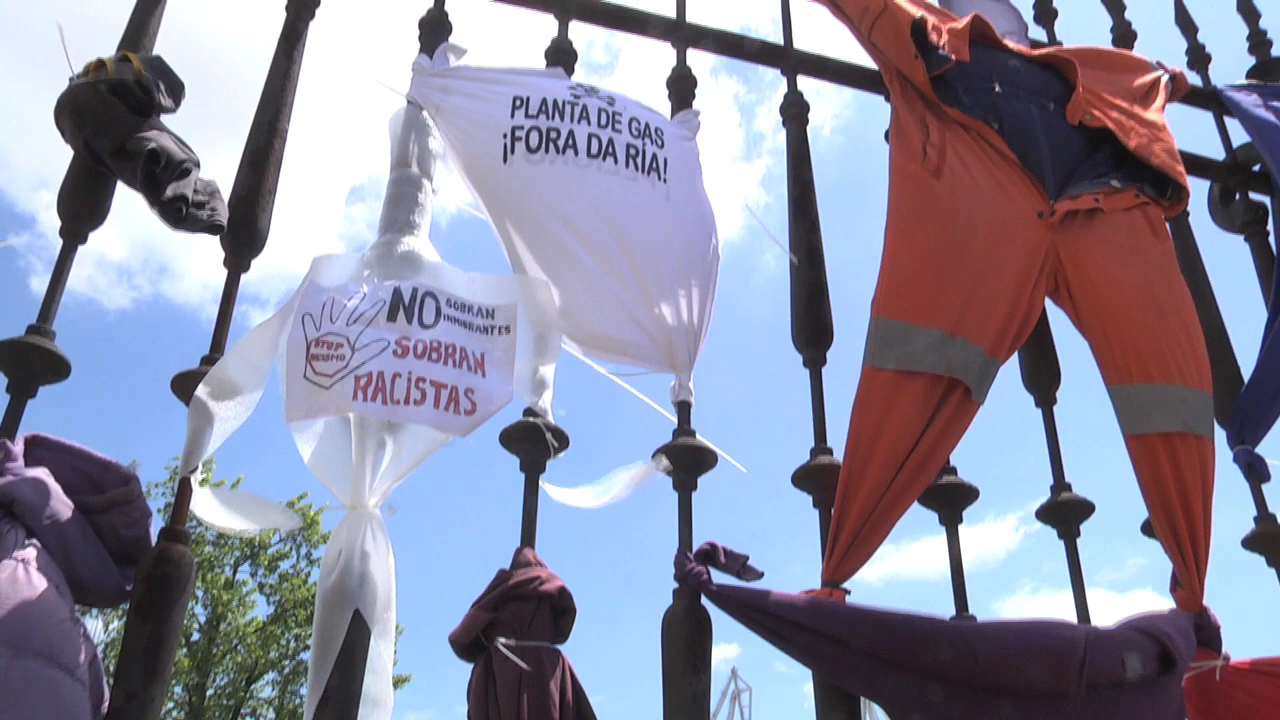 PLANTA DE GAS
¡FORA DA RÍA!
NO SOBRAN
INMIGRANTES
STOP
RACISMO
SOBRAN
RACISTAS